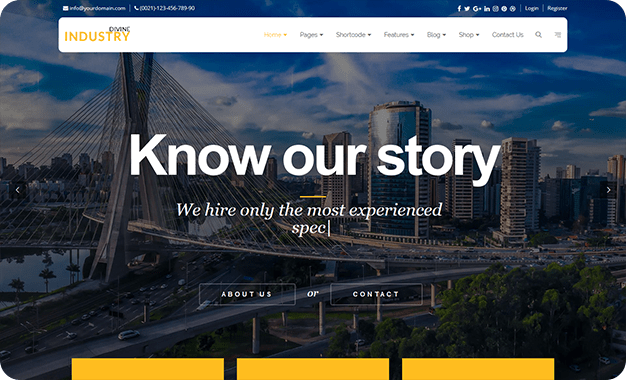 info@yourdomain.com
(0021)-123-456-789-90
Login
Register
DIVINE
INDUSTRY
Home
Pages
Shortcode
Features
Blog
Shop
Contact Us
Know our story
We hire only the most experienced
spec|
ABOUT US
or
CONTACT